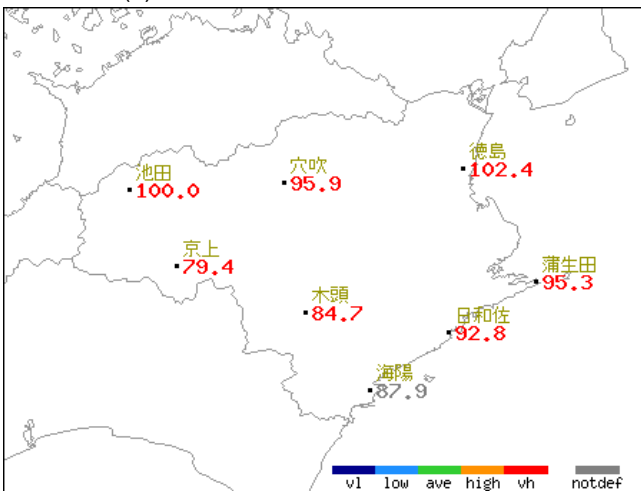 徳島
102.4
池田
100.0
穴吹
95.9
京上
79.4
蒲生田
95.3
木頭
84.7
日和佐
92.8
海陽
87.9
vl low ave high vh notdef